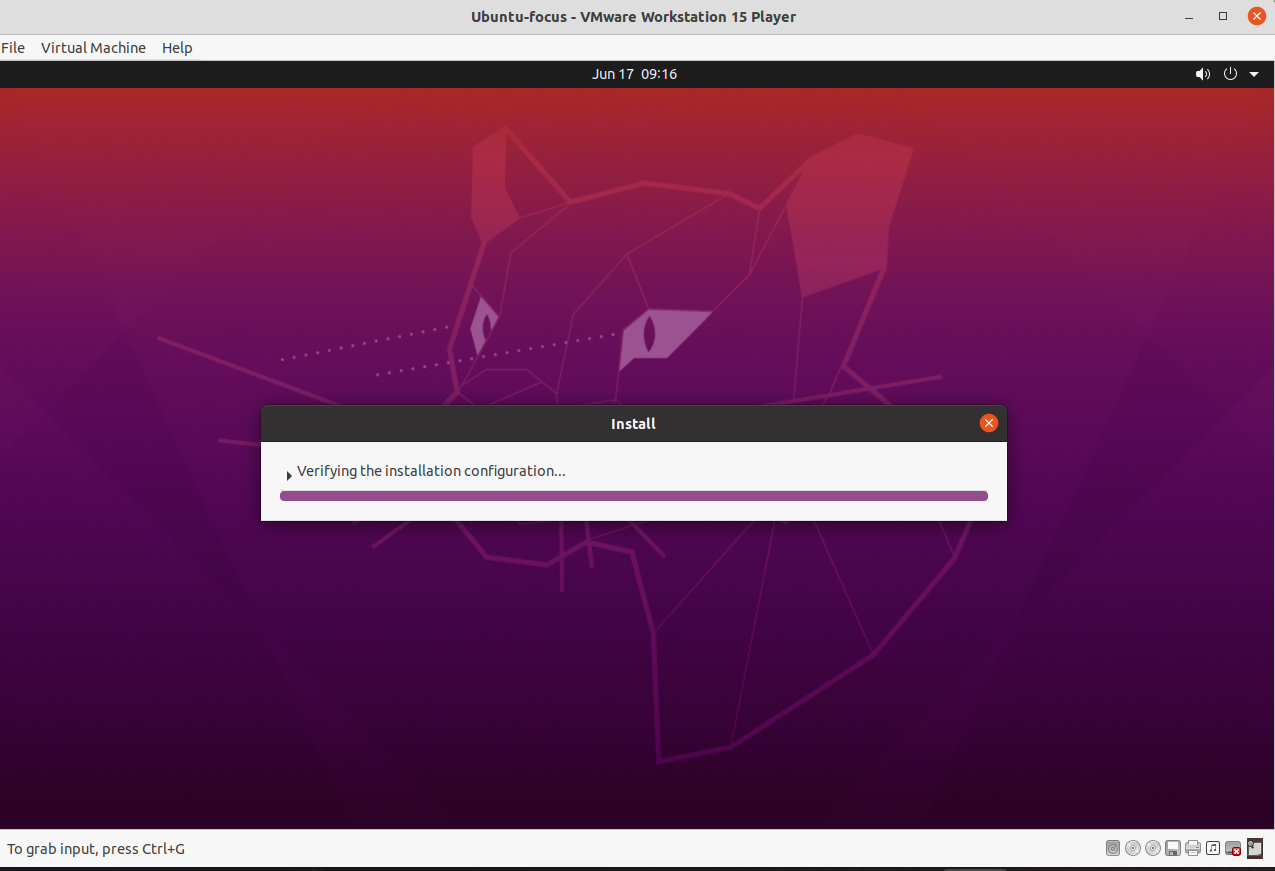 Ubuntu-focus - VMware Workstation 15 Player
File Virtual Machine Help
Jun 17 09:16
Install
Verifying the installation configuration...
To grab input, press Ctrl+G